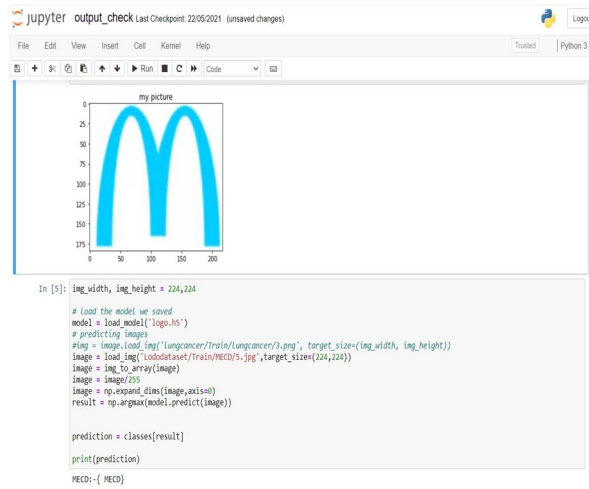 Jupyter output_check Last Checkpoint 22/05/2021 (unsaved changes)
Logou
File Edit View Insert Cell Kernel Help
Trusted Python 3
Run Code
my picture
0
25
50
75
100
125
150
175
0 50 100 150 200
In [5]: img_width, img_height = 224,224
# load the model we saved
model = load_model('logo.h5')
# predicting images
#img = image.load_img('lungcancer/Train/lungcancer/3.png', target_size=(img_width, img_height))
image = load_img('Lododataset/Train/MECD/5.jpg',target_size=(224,224))
image = img_to_array(image)
image = image/255
image = np.expand_dims(image,axis=0)
result = np.argmax(model.predict(image))
prediction = classes[result]
print(prediction)
MECD:-{ MECD}